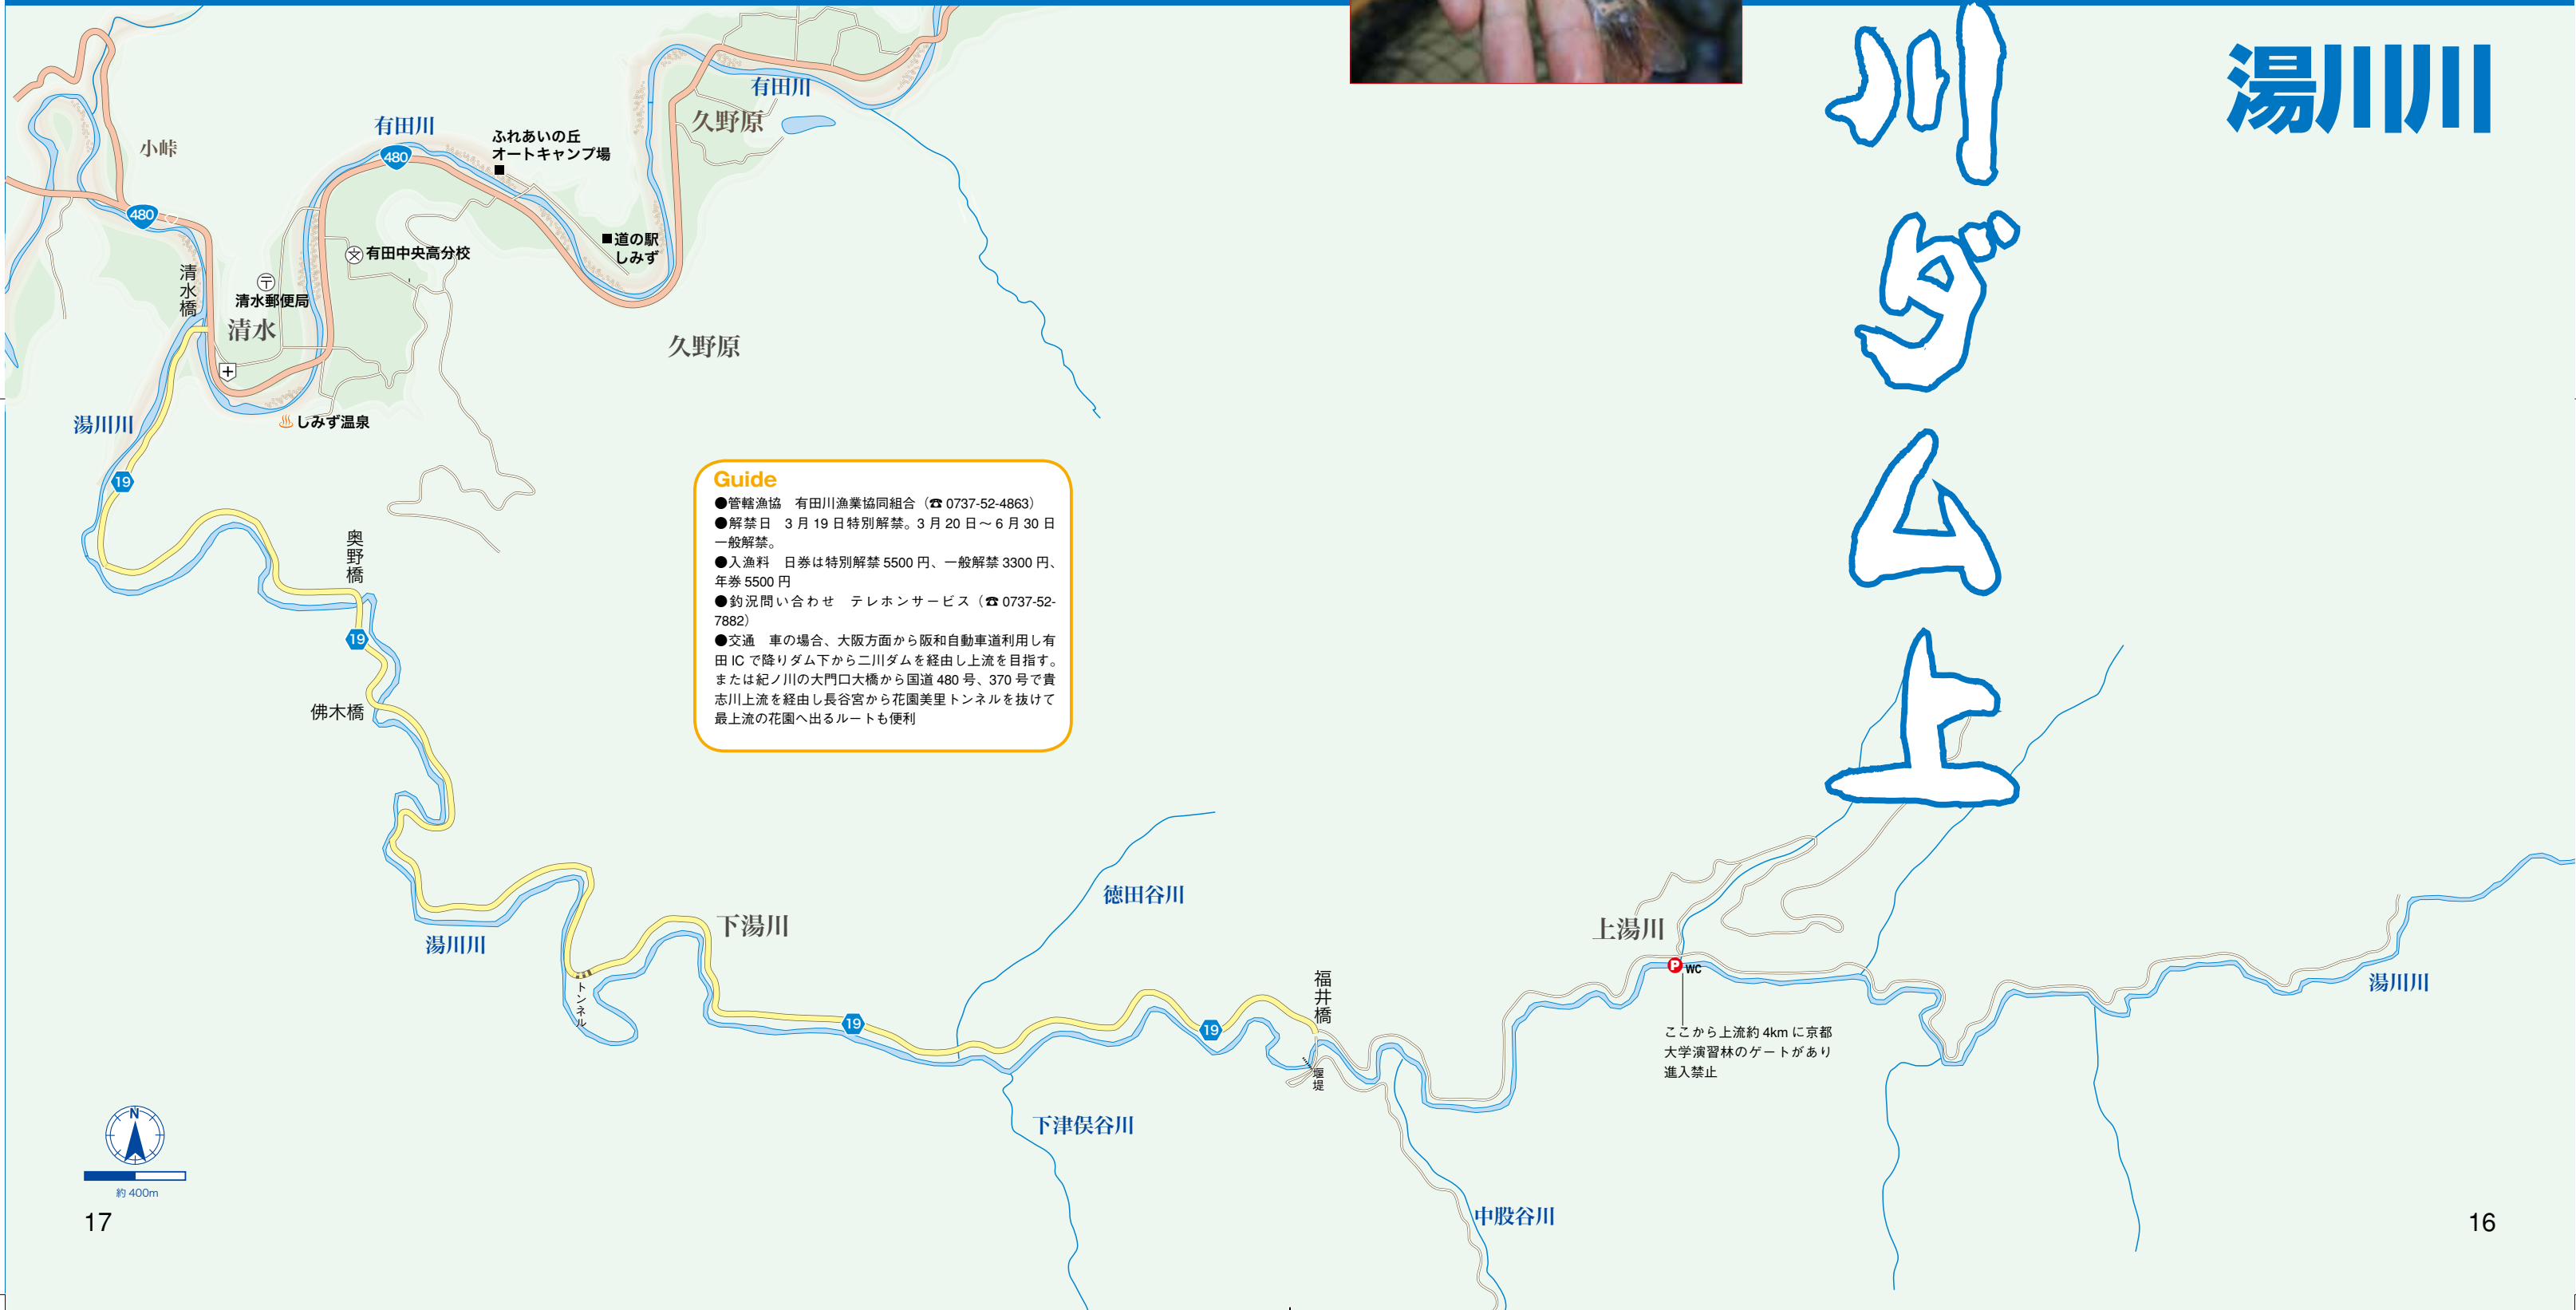 湯川川
川ダム上
有田川
久野原
有田川
480
ふれあいの丘
オートキャンプ場
小峠
480
道の駅
しみず
有田中央高分校
清水橋
清水郵便局
清水
久野原
湯川川
しみず温泉
19
奥野橋
19
佛木橋
Guide
●管轄漁協　有田川漁業協同組合（☎ 0737-52-4863）
●解禁日　3 月 19 日特別解禁。3 月 20 日～ 6 月 30 日
一般解禁。
●入漁料　日券は特別解禁 5500 円、一般解禁 3300 円、
年券 5500 円
●釣況問い合わせ　テレホンサービス（☎ 0737-52-
7882）
●交通　車の場合、大阪方面から阪和自動車道利用し有
田 IC で降りダム下から二川ダムを経由し上流を目指す。
または紀ノ川の大門口大橋から国道 480 号、370 号で貴
志川上流を経由し長谷宮から花園美里トンネルを抜けて
最上流の花園へ出るルートも便利
徳田谷川
下湯川
湯川川
上湯川
P WC
福井橋
湯川川
トンネル
19
19
ここから上流約 4km に京都
大学演習林のゲートがあり
進入禁止
堰堤
下津俣谷川
中股谷川
N
約 400m
17
16